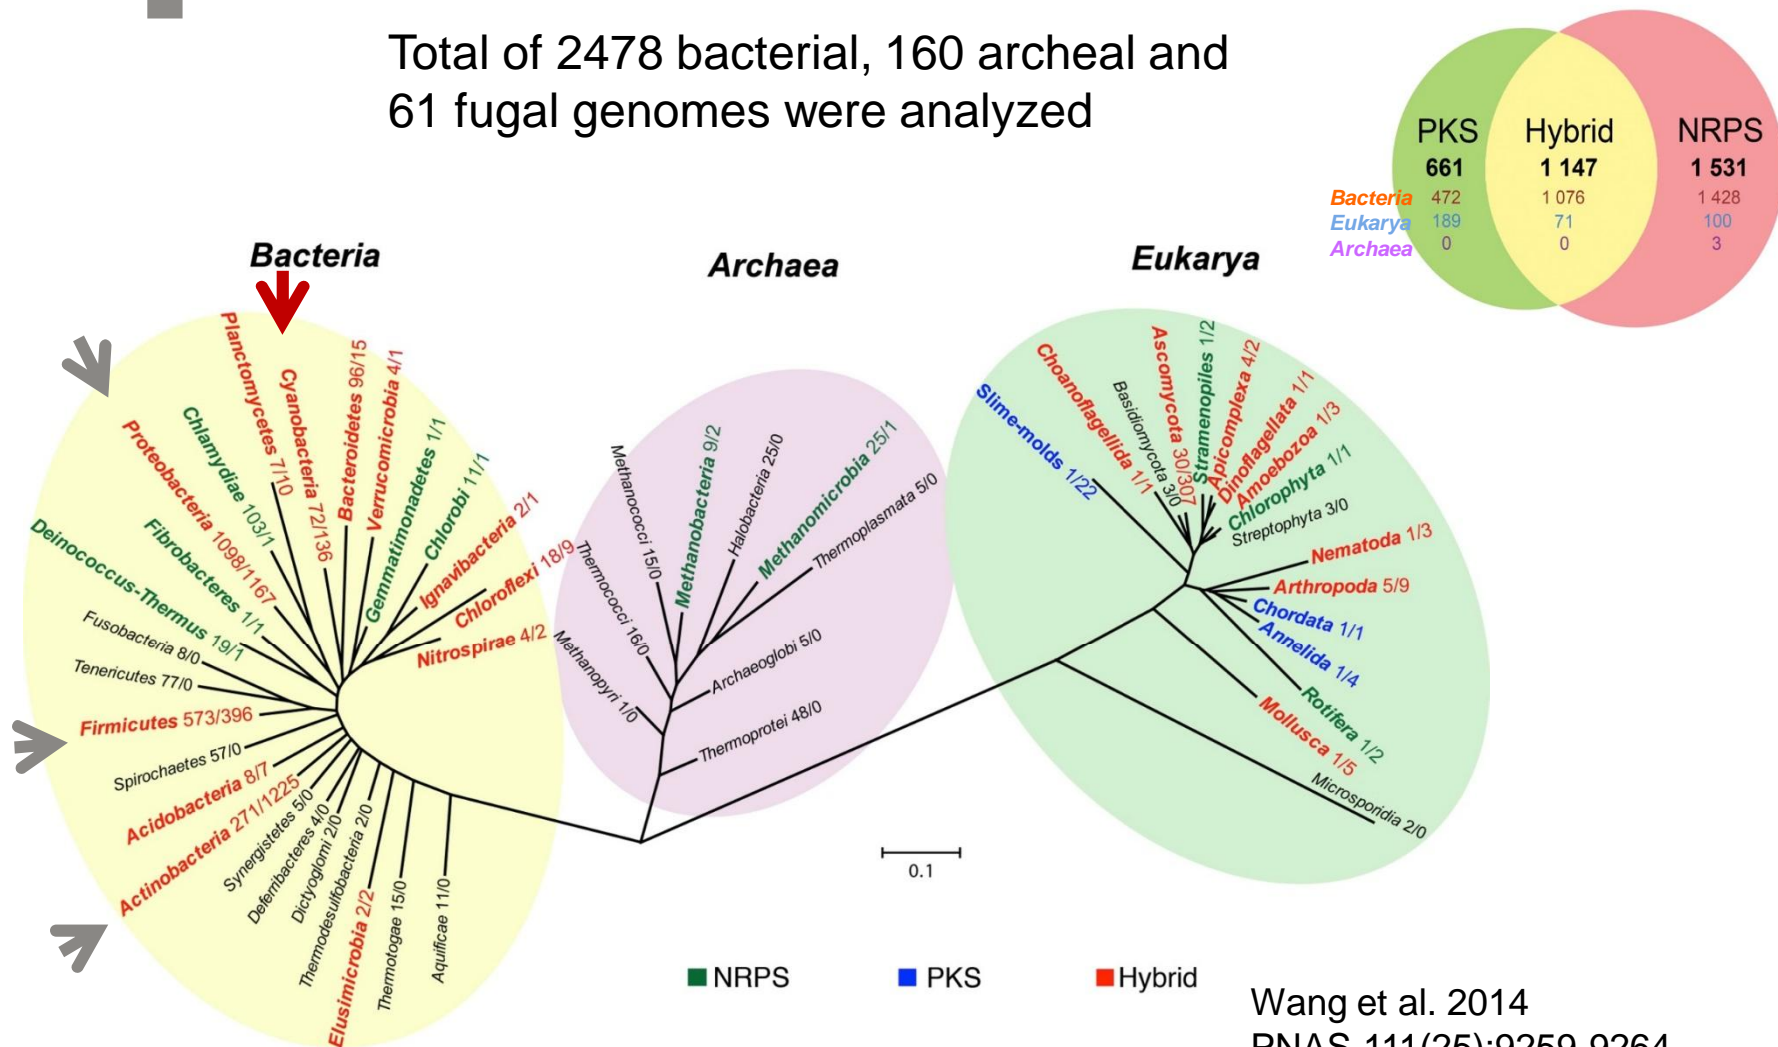 Total of 2478 bacterial, 160 archeal and
61 fugal genomes were analyzed
PKS Hybrid NRPS
661 1 147 1 531
Bacteria 472 1 076 1 428
Eukarya 189 71 100
Archaea 0 0 3
Bacteria
Archaea
Eukarya
Planctomycetes 7/10
Cyanobacteria 72/136
Bacteroidetes 96/15
Verrucomicrobia 4/1
Gemmatimonadetes 1/1
Chlorobi 11/1
Ignavibacteria 2/1
Chloroflexi 18/9
Nitrospirae 4/2
Chlamydiae 103/1
Proteobacteria 1098/1167
Fibrobacteres 1/1
Deinococcus-Thermus 19/1
Fusobacteria 8/0
Tenericutes 77/0
Firmicutes 573/396
Spirochaetes 57/0
Acidobacteria 8/7
Actinobacteria 271/1225
Synergistetes 5/0
Deferribacteres 4/0
Dictyoglomi 2/0
Thermodesulfobacteria 2/0
Elusimicrobia 2/2
Thermotogae 15/0
Aquificae 11/0
Methanococci 15/0
Methanobacteria 9/2
Halobacteria 25/0
Methanomicrobia 25/1
Thermoplasmata 5/0
Thermococci 16/0
Methanopyri 1/0
Archaeoglobi 5/0
Thermoprotei 48/0
Slime-molds 1/22
Choanoflagellida 1/1
Basidiomycota 3/0
Ascomycota 30/307
Stramenopiles 1/2
Apicomplexa 4/2
Dinoflagellata 1/1
Amoebozoa 1/3
Chlorophyta 1/1
Streptophyta 3/0
Nematoda 1/3
Arthropoda 5/9
Chordata 1/1
Annelida 1/4
Rotifera 1/2
Mollusca 1/5
Microsporidia 2/0
0.1
NRPS PKS Hybrid
Wang et al. 2014
PNAS 111(25):9259-9264